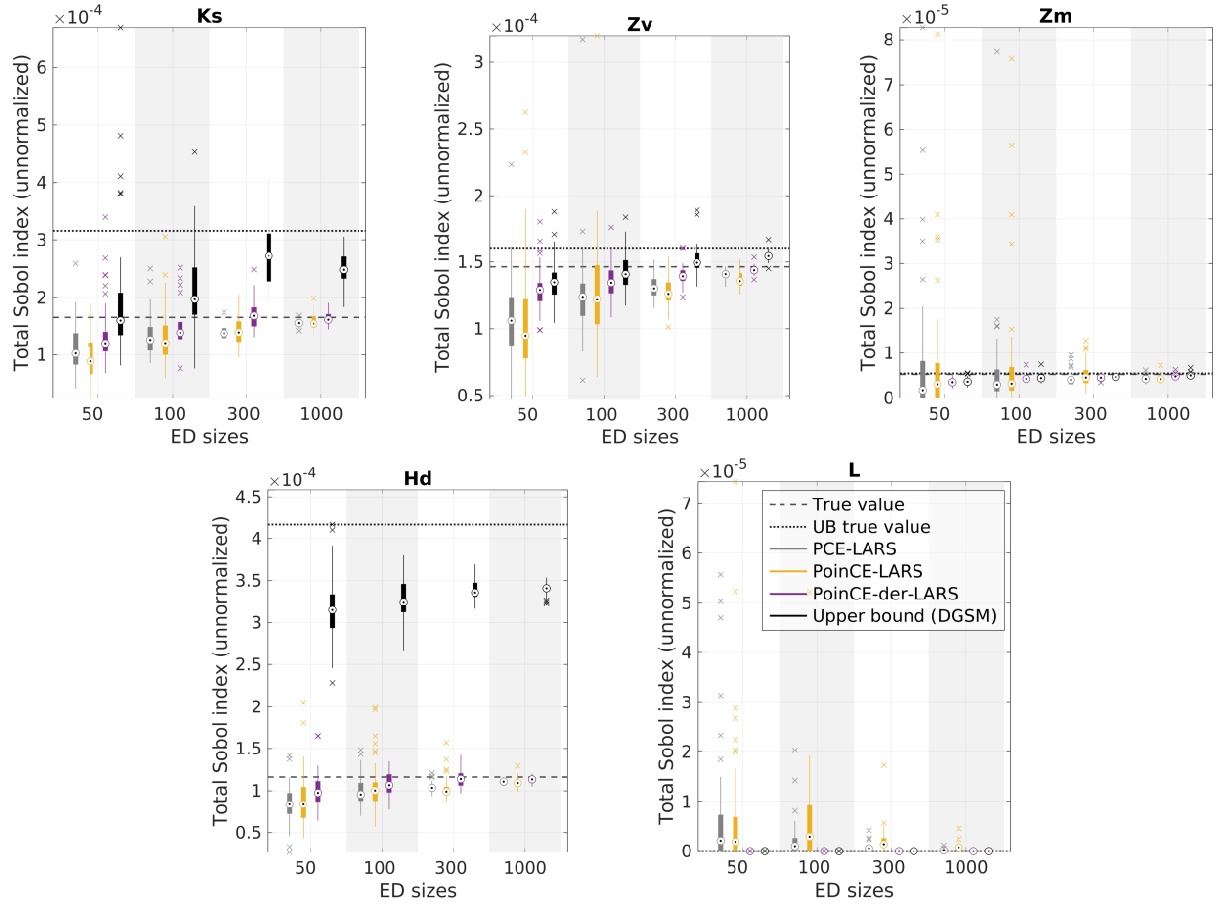 Ks
×10⁻⁴
Total Sobol index (unnormalized)
6
5
4
3
2
1
50 100 300 1000
ED sizes
Zv
×10⁻⁴
Total Sobol index (unnormalized)
3
2.5
2
1.5
1
0.5
50 100 300 1000
ED sizes
Zm
×10⁻⁵
Total Sobol index (unnormalized)
8
7
6
5
4
3
2
1
0
50 100 300 1000
ED sizes
Hd
×10⁻⁴
Total Sobol index (unnormalized)
4.5
4
3.5
3
2.5
2
1.5
1
0.5
50 100 300 1000
ED sizes
L
×10⁻⁵
Total Sobol index (unnormalized)
7
6
5
4
3
2
1
0
50 100 300 1000
ED sizes
True value
UB true value
PCE-LARS
PoinCE-LARS
PoinCE-der-LARS
Upper bound (DGSM)